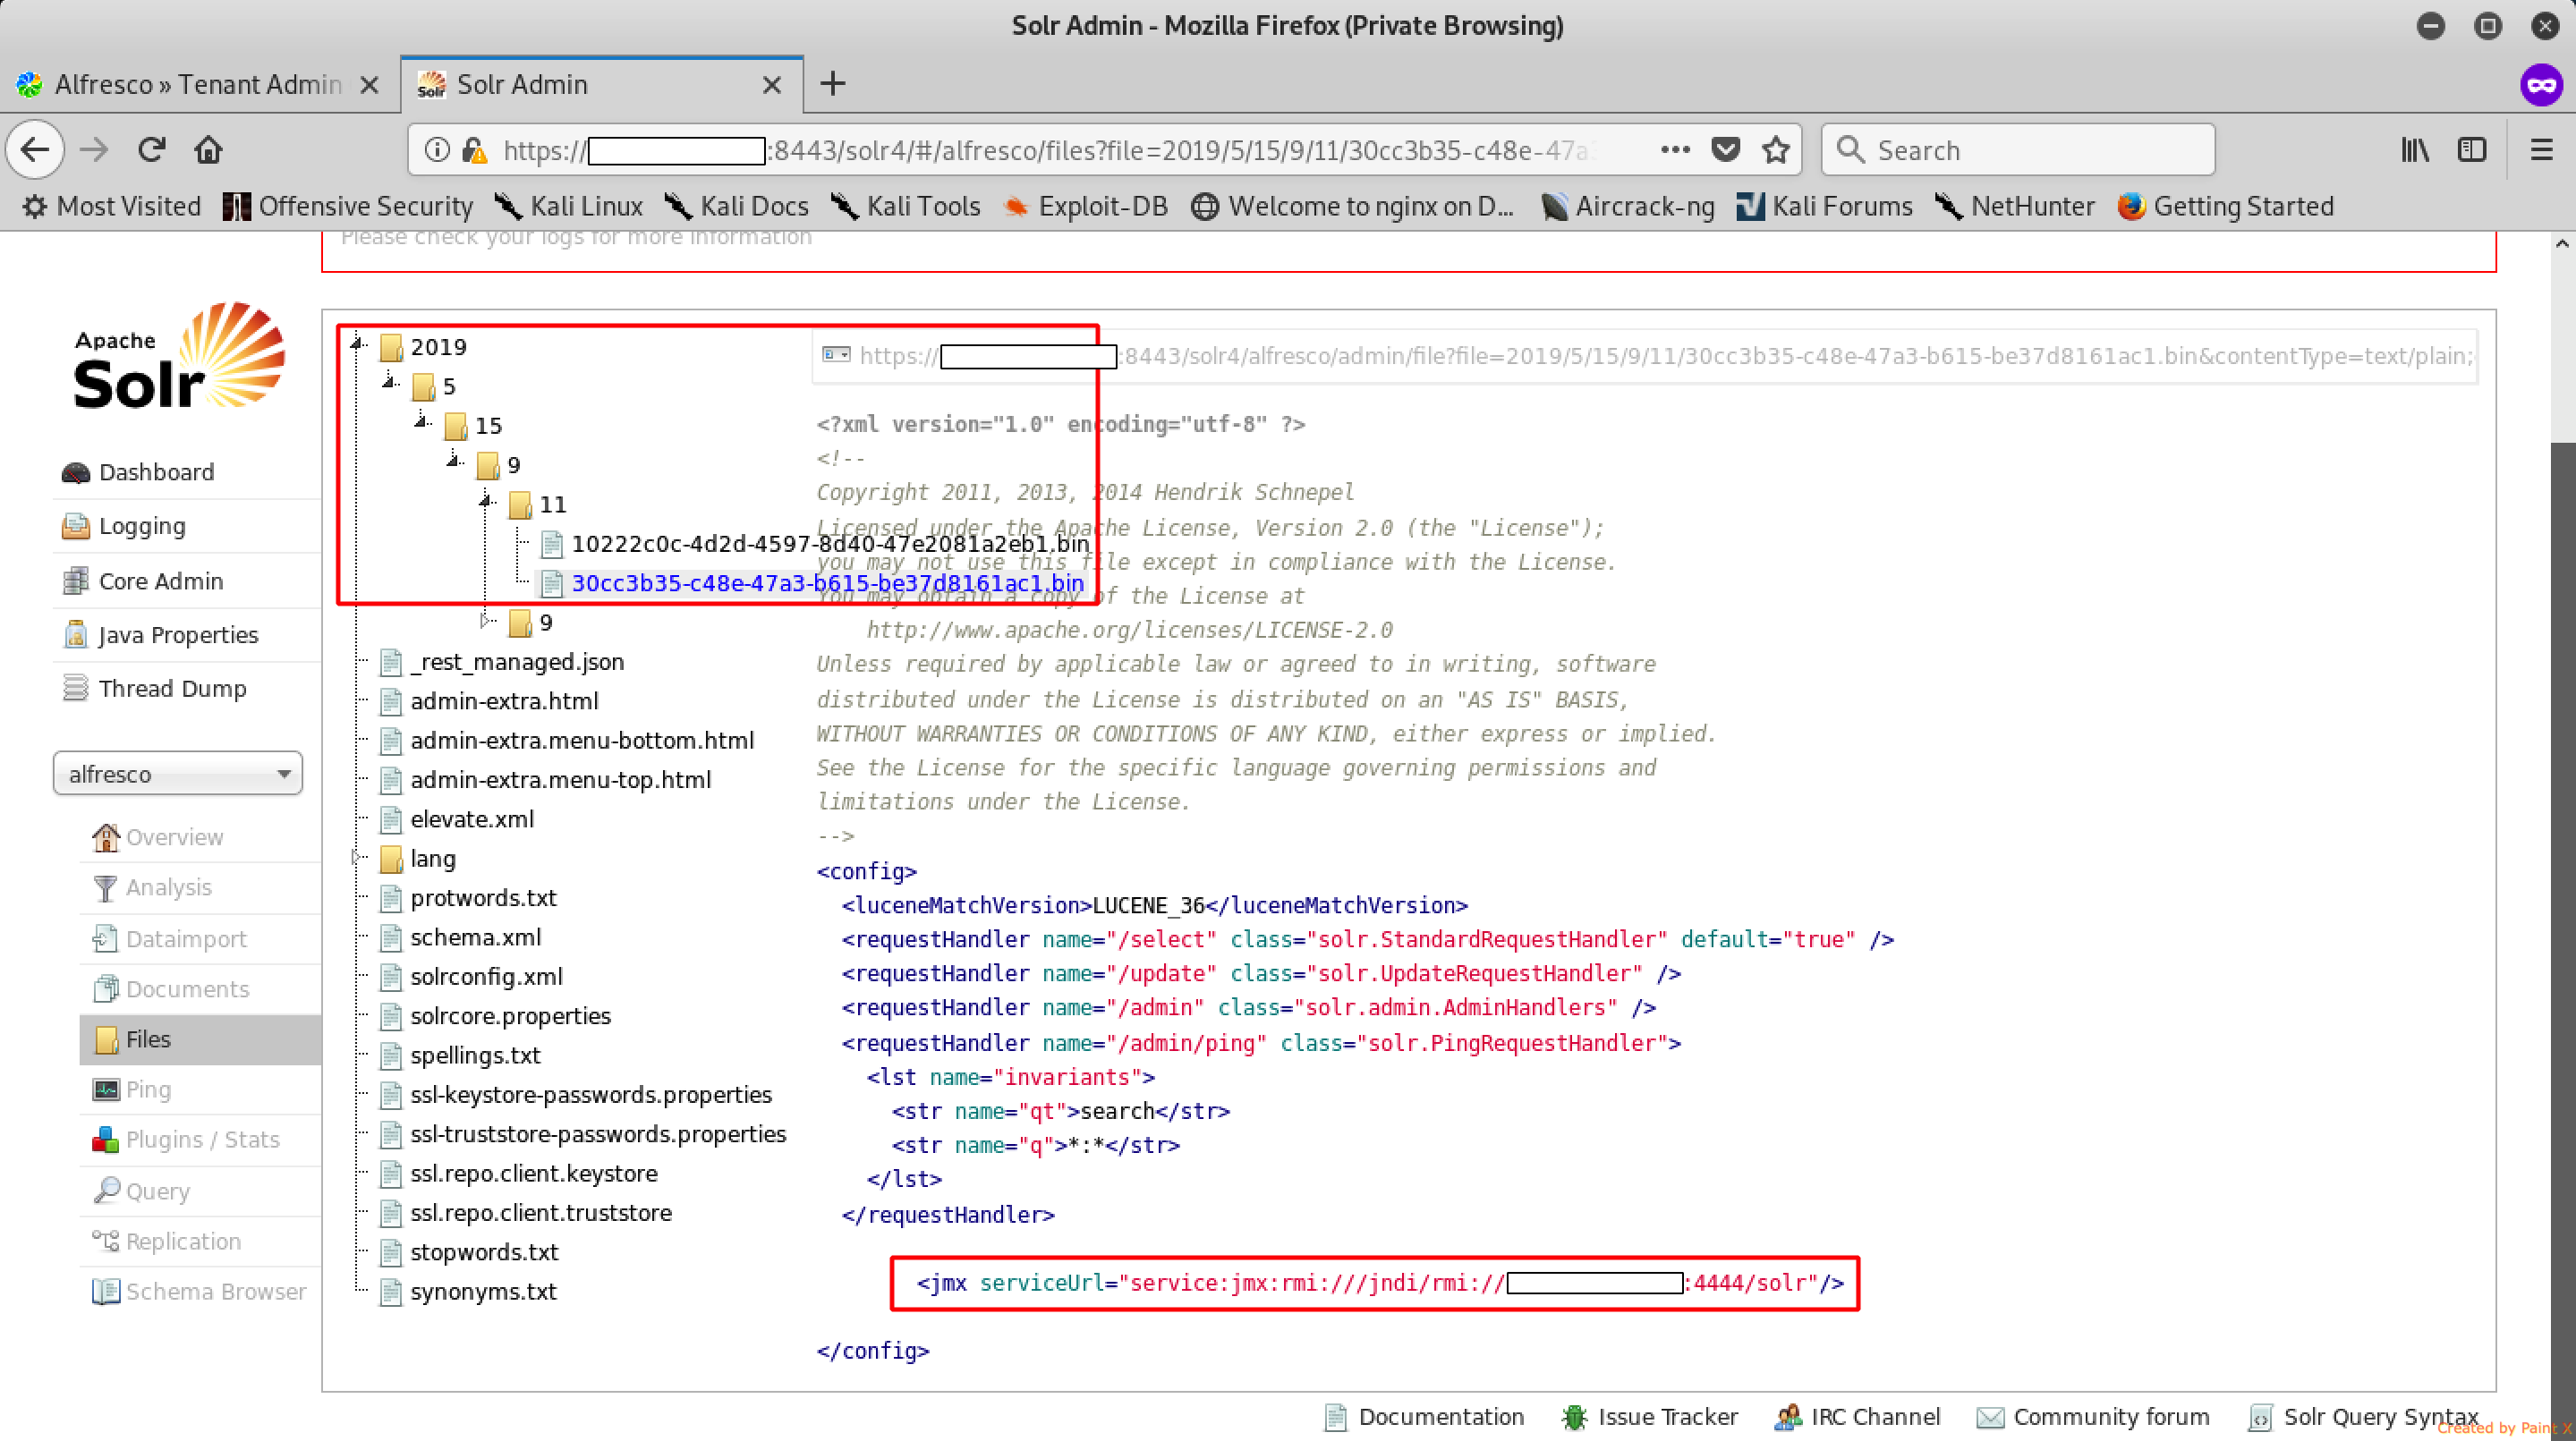 Solr Admin - Mozilla Firefox (Private Browsing)
Alfresco » Tenant Admin
Solr Admin
https:// :8443/solr4/#/alfresco/files?file=2019/5/15/9/11/30cc3b35-c48e-47a3
Search
Most Visited Offensive Security Kali Linux Kali Docs Kali Tools Exploit-DB Welcome to nginx on D... Aircrack-ng Kali Forums NetHunter Getting Started
Please check your logs for more information
Apache
Solr
Dashboard
Logging
Core Admin
Java Properties
Thread Dump
alfresco
Overview
Analysis
Dataimport
Documents
Files
Ping
Plugins / Stats
Query
Replication
Schema Browser
2019
5
15
9
11
10222c0c-4d2d-4597-8d40-47e2081a2eb1.bin
30cc3b35-c48e-47a3-b615-be37d8161ac1.bin
9
_rest_managed.json
admin-extra.html
admin-extra.menu-bottom.html
admin-extra.menu-top.html
elevate.xml
lang
protwords.txt
schema.xml
solrconfig.xml
solrcore.properties
spellings.txt
ssl-keystore-passwords.properties
ssl-truststore-passwords.properties
ssl.repo.client.keystore
ssl.repo.client.truststore
stopwords.txt
synonyms.txt
https:// :8443/solr4/alfresco/admin/file?file=2019/5/15/9/11/30cc3b35-c48e-47a3-b615-be37d8161ac1.bin&contentType=text/plain;
<?xml version="1.0" encoding="utf-8" ?>
<!--
Copyright 2011, 2013, 2014 Hendrik Schnepel
Licensed under the Apache License, Version 2.0 (the "License");
you may not use this file except in compliance with the License.
You may obtain a copy of the License at
http://www.apache.org/licenses/LICENSE-2.0
Unless required by applicable law or agreed to in writing, software
distributed under the License is distributed on an "AS IS" BASIS,
WITHOUT WARRANTIES OR CONDITIONS OF ANY KIND, either express or implied.
See the License for the specific language governing permissions and
limitations under the License.
-->
<config>
<luceneMatchVersion>LUCENE_36</luceneMatchVersion>
<requestHandler name="/select" class="solr.StandardRequestHandler" default="true" />
<requestHandler name="/update" class="solr.UpdateRequestHandler" />
<requestHandler name="/admin" class="solr.admin.AdminHandlers" />
<requestHandler name="/admin/ping" class="solr.PingRequestHandler">
<lst name="invariants">
<str name="qt">search</str>
<str name="q">*:*</str>
</lst>
</requestHandler>
<jmx serviceUrl="service:jmx:rmi:///jndi/rmi:// :4444/solr"/>
</config>
Documentation Issue Tracker IRC Channel Community forum Solr Query Syntax
Created by Paint X